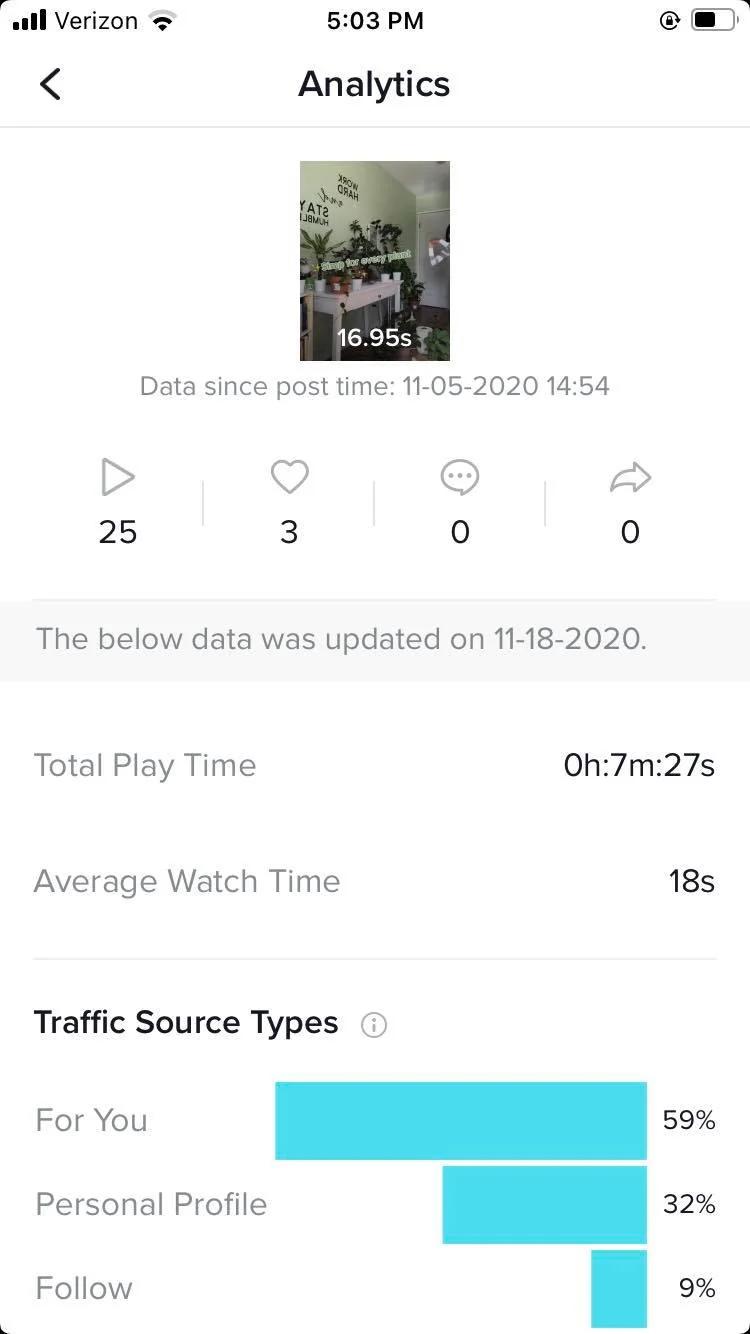 Verizon 5:03 PM
Analytics
WORK
HARD
and
STAY
HUMBLE
Simp for every plant
16.95s
Data since post time: 11-05-2020 14:54
25 3 0 0
The below data was updated on 11-18-2020.
Total Play Time 0h:7m:27s
Average Watch Time 18s
Traffic Source Types
For You 59%
Personal Profile 32%
Follow 9%